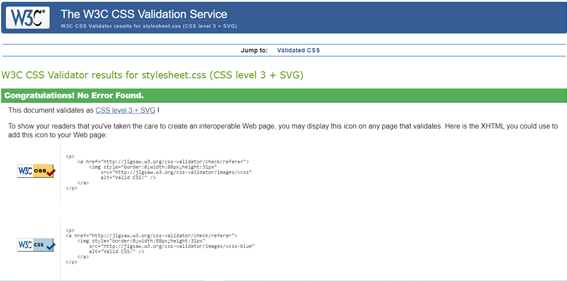 W3C® The W3C CSS Validation Service
W3C CSS Validator results for stylesheet.css (CSS level 3 + SVG)
Jump to: Validated CSS
W3C CSS Validator results for stylesheet.css (CSS level 3 + SVG)
Congratulations! No Error Found.
This document validates as CSS level 3 + SVG !
To show your readers that you've taken the care to create an interoperable Web page, you may display this icon on any page that validates. Here is the XHTML you could use to
add this icon to your Web page:
W3C css
<p>
<a href="http://jigsaw.w3.org/css-validator/check/referer">
<img style="border:0;width:88px;height:31px"
src="http://jigsaw.w3.org/css-validator/images/vcss"
alt="Valid CSS!" />
</a>
</p>
W3C css
<p>
<a href="http://jigsaw.w3.org/css-validator/check/referer">
<img style="border:0;width:88px;height:31px"
src="http://jigsaw.w3.org/css-validator/images/vcss-blue"
alt="Valid CSS!" />
</a>
</p>